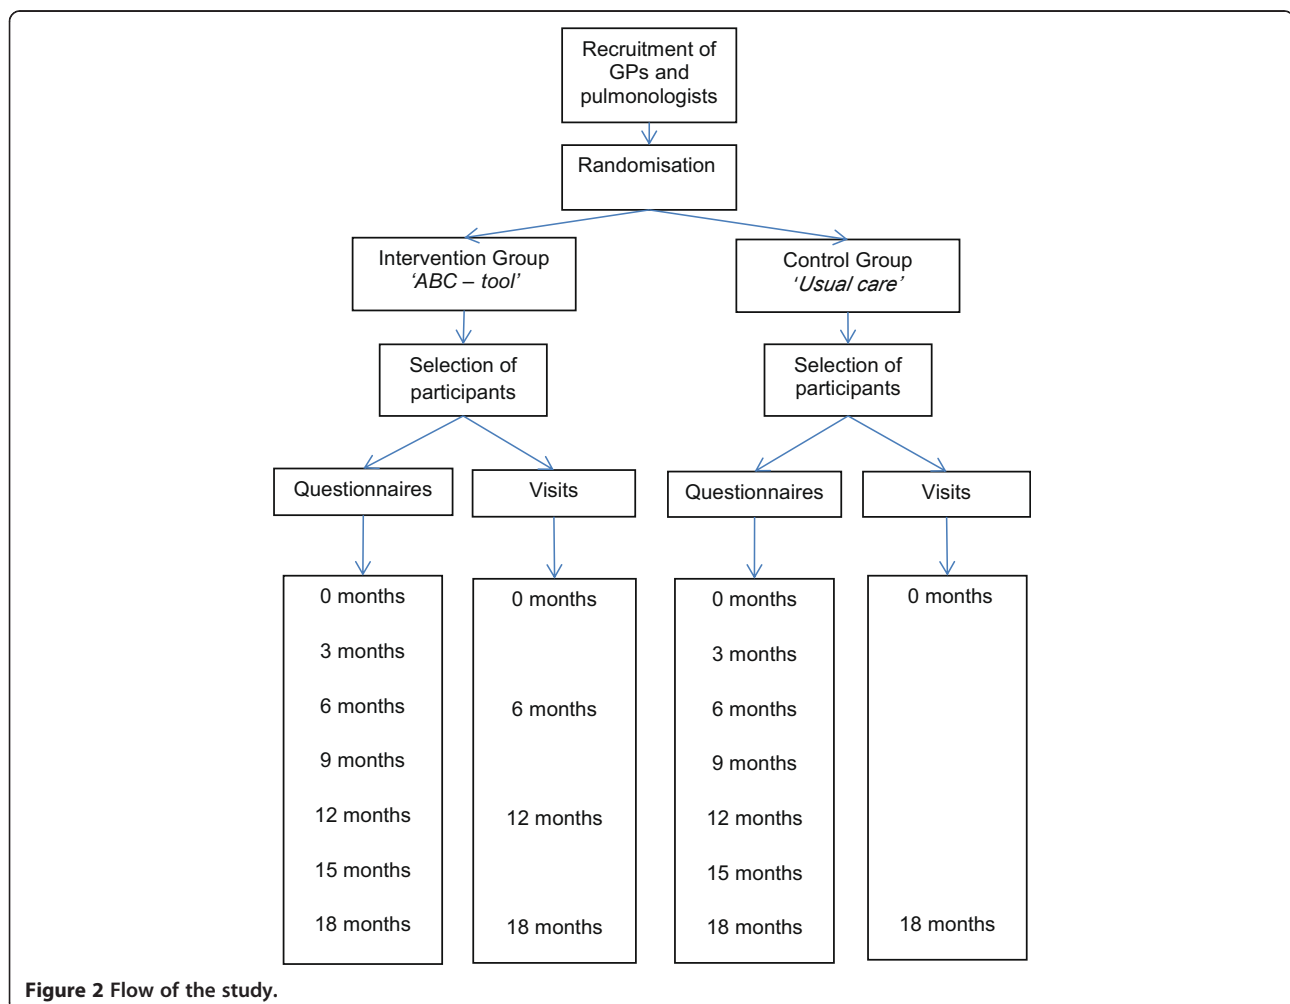 Recruitment of
GPs and
pulmonologists
Randomisation
Intervention Group
‘ABC – tool’
Control Group
‘Usual care’
Selection of
participants
Selection of
participants
Questionnaires
Visits
Questionnaires
Visits
0 months
3 months
6 months
9 months
12 months
15 months
18 months
0 months
6 months
12 months
18 months
0 months
3 months
6 months
9 months
12 months
15 months
18 months
0 months
18 months
Figure 2 Flow of the study.